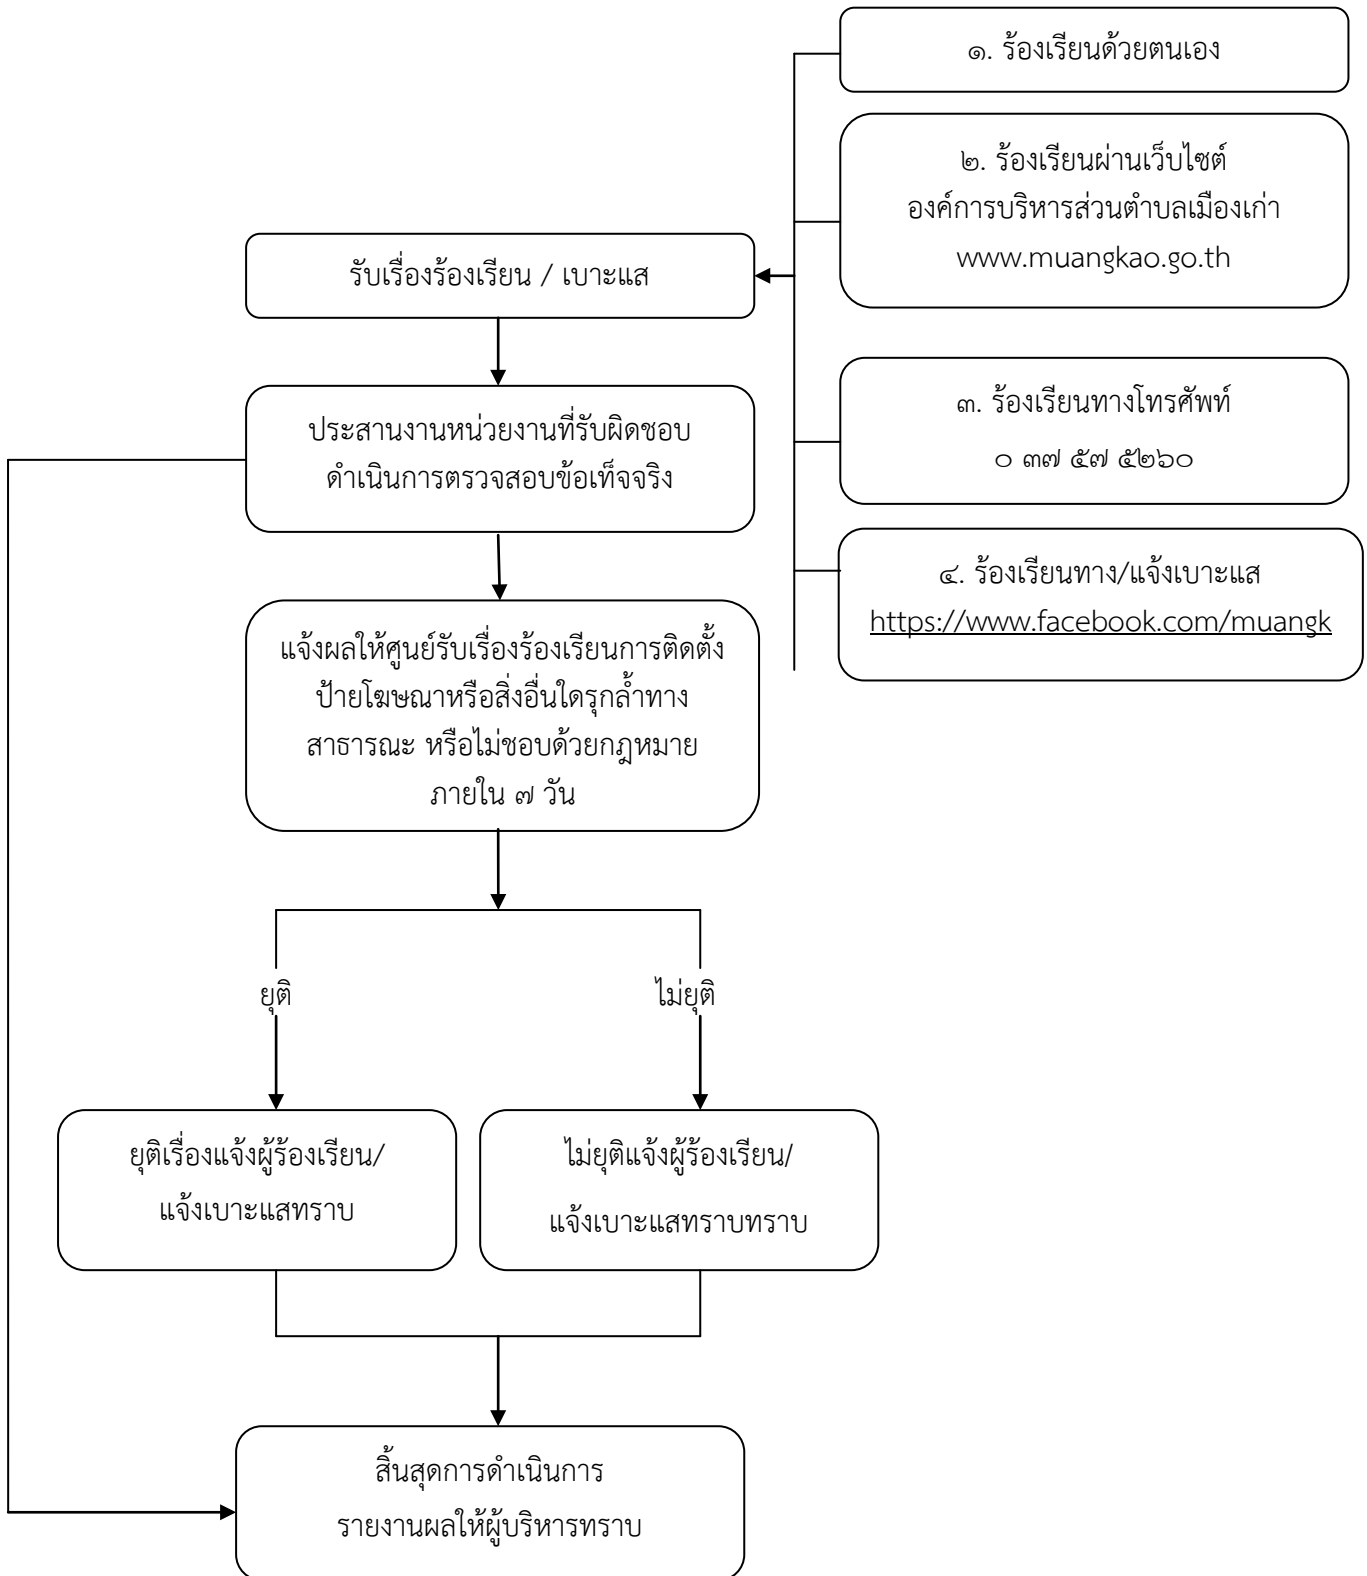 ๑. ร้องเรียนด้วยตนเอง
๒. ร้องเรียนผ่านเว็บไซต์
องค์การบริหารส่วนตำบลเมืองเก่า
www.muangkao.go.th
รับเรื่องร้องเรียน / เบาะแส
๓. ร้องเรียนทางโทรศัพท์
๐ ๓๗ ๕๗ ๕๒๖๐
ประสานงานหน่วยงานที่รับผิดชอบ
ดำเนินการตรวจสอบข้อเท็จจริง
๔. ร้องเรียนทาง/แจ้งเบาะแส
https://www.facebook.com/muangk
แจ้งผลให้ศูนย์รับเรื่องร้องเรียนการติดตั้ง
ป้ายโฆษณาหรือสิ่งอื่นใดรุกล้ำทาง
สาธารณะ หรือไม่ชอบด้วยกฎหมาย
ภายใน ๗ วัน
ยุติ
ไม่ยุติ
ยุติเรื่องแจ้งผู้ร้องเรียน/
แจ้งเบาะแสทราบ
ไม่ยุติแจ้งผู้ร้องเรียน/
แจ้งเบาะแสทราบทราบ
สิ้นสุดการดำเนินการ
รายงานผลให้ผู้บริหารทราบ